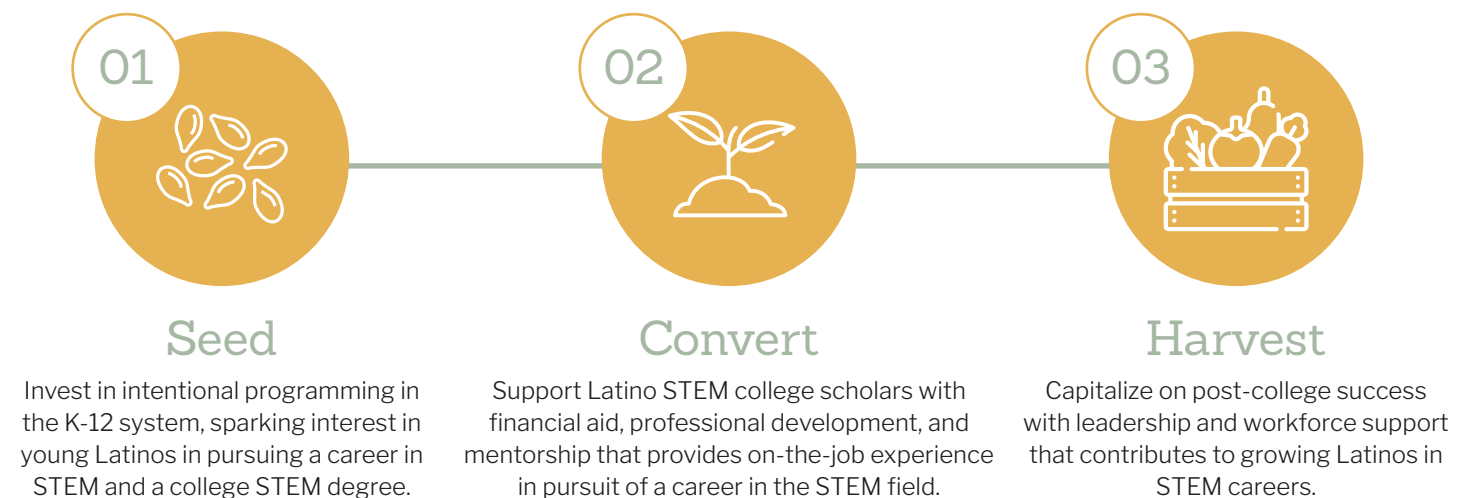 01
Seed
Invest in intentional programming in
the K-12 system, sparking interest in
young Latinos in pursuing a career in
STEM and a college STEM degree.
02
Convert
Support Latino STEM college scholars with
financial aid, professional development, and
mentorship that provides on-the-job experience
in pursuit of a career in the STEM field.
03
Harvest
Capitalize on post-college success
with leadership and workforce support
that contributes to growing Latinos in
STEM careers.